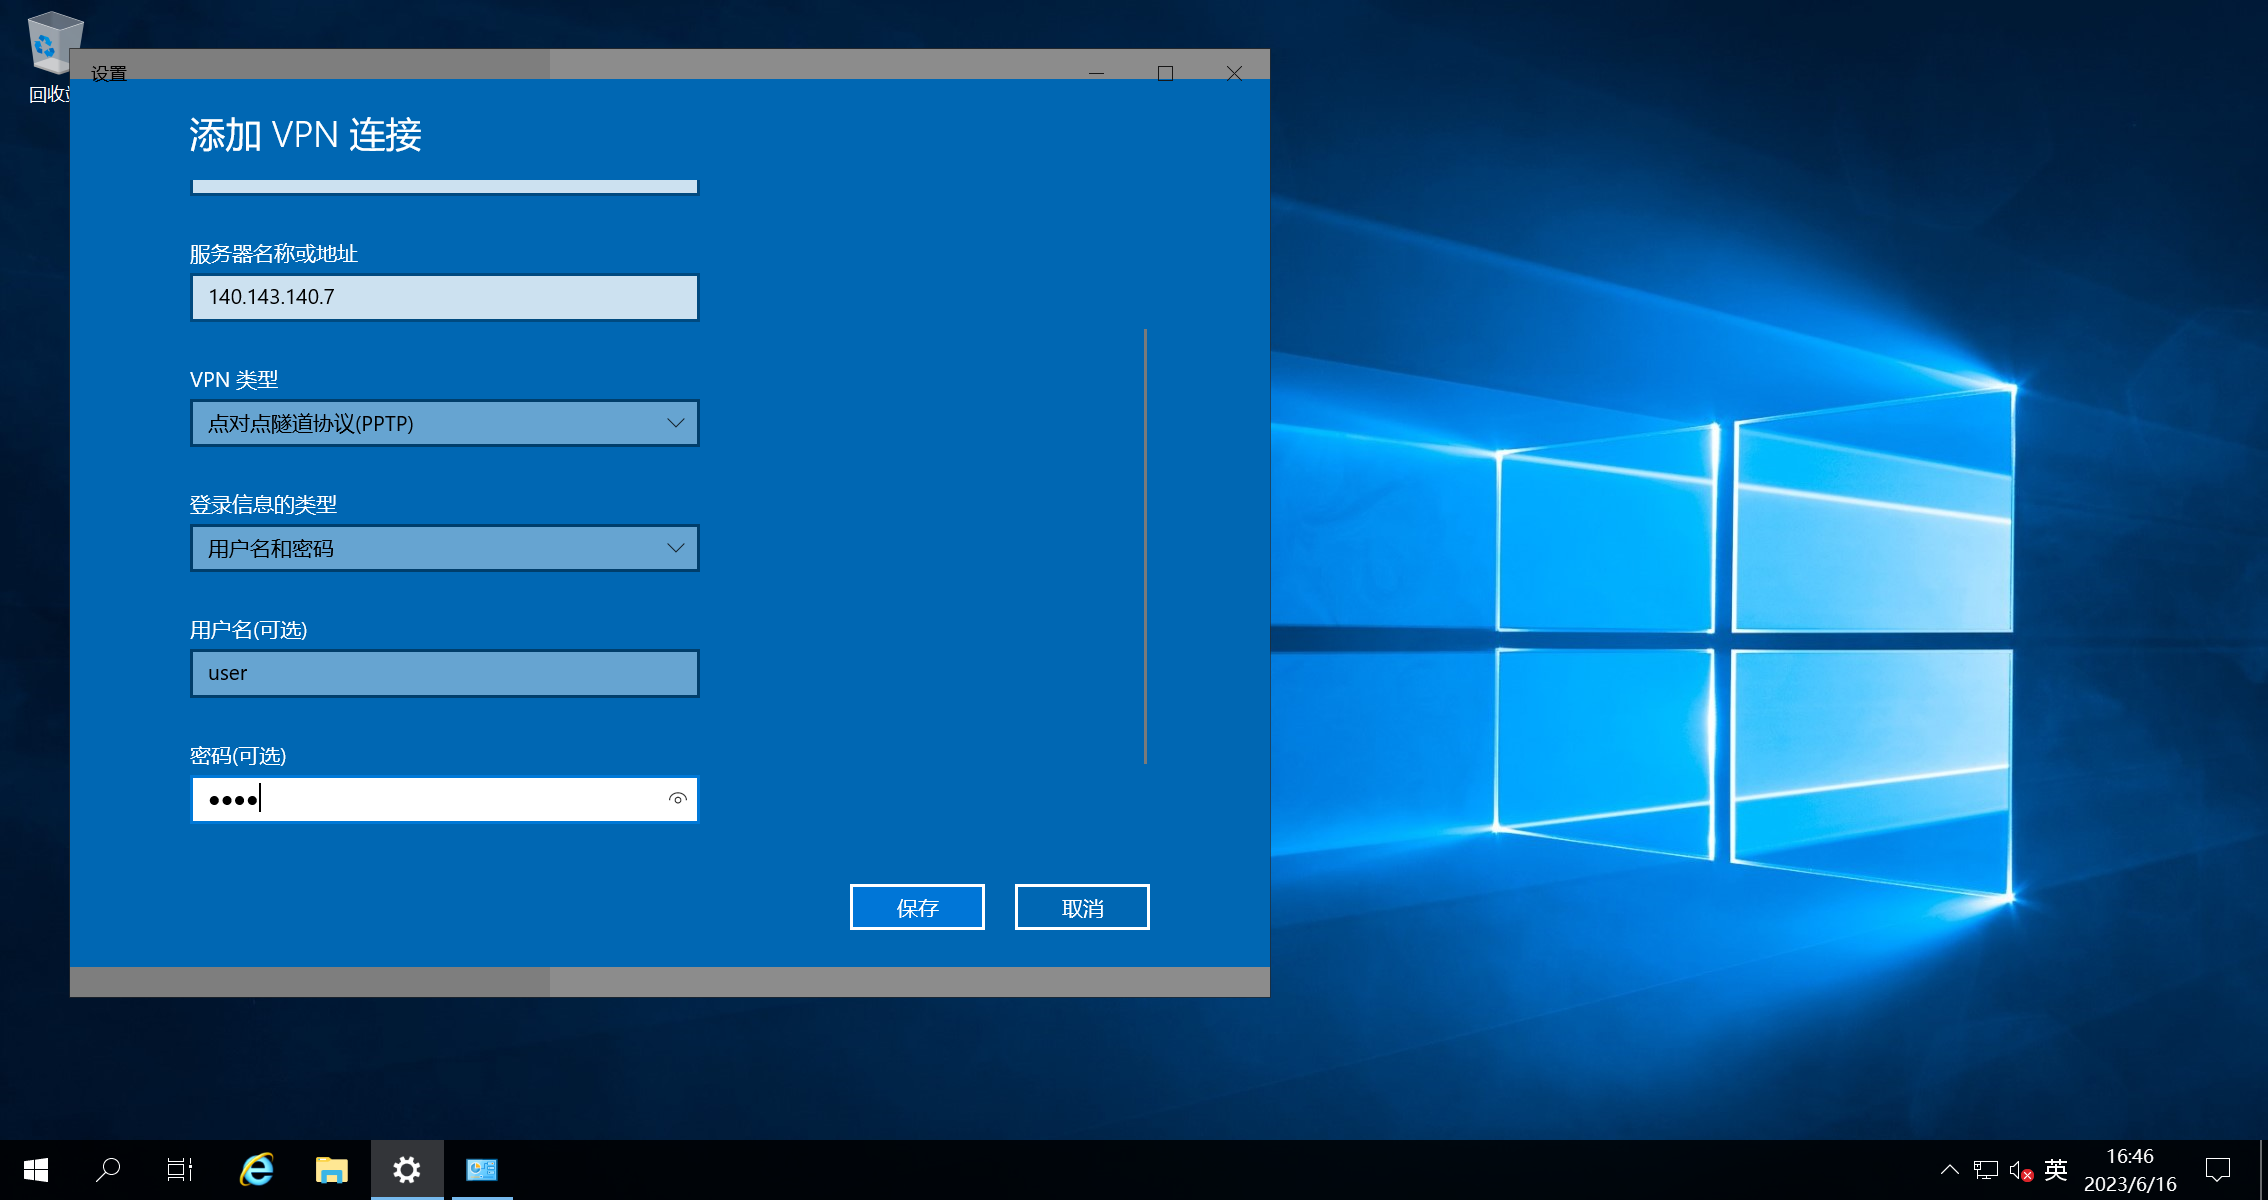 回收
设置
添加 VPN 连接
服务器名称或地址
140.143.140.7
VPN 类型
点对点隧道协议(PPTP)
登录信息的类型
用户名和密码
用户名(可选)
user
密码(可选)
••••
保存
取消
英
16:46
2023/6/16